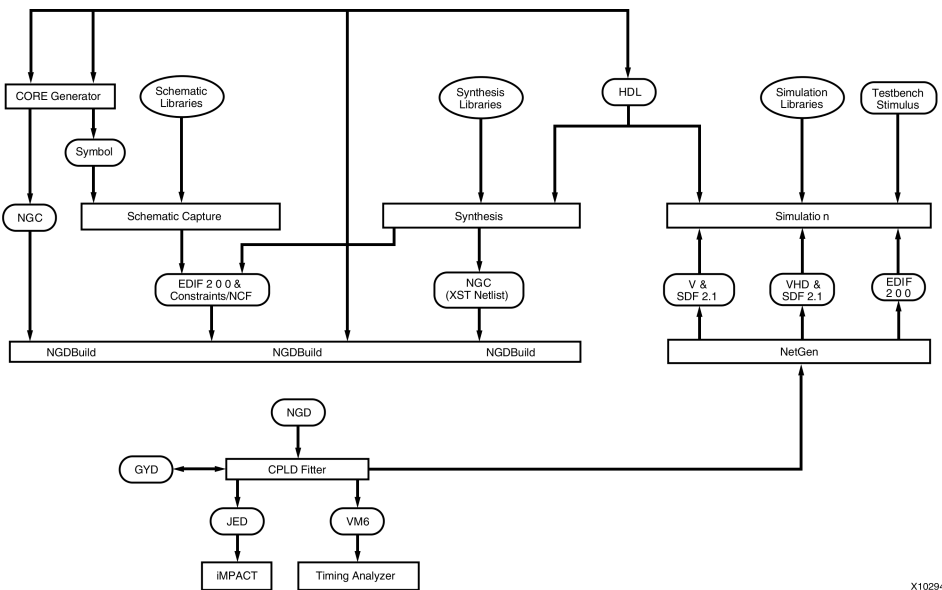 CORE Generator
Schematic
Libraries
Synthesis
Libraries
HDL
Simulation
Libraries
Testbench
Stimulus
Symbol
NGC
Schematic Capture
Synthesis
Simulatio n
EDIF 2 0 0 &
Constraints/NCF
NGC
(XST Netlist)
V &
SDF 2.1
VHD &
SDF 2.1
EDIF
2 0 0
NGDBuild
NGDBuild
NGDBuild
NetGen
NGD
GYD
CPLD Fitter
JED
VM6
iMPACT
Timing Analyzer
X10294